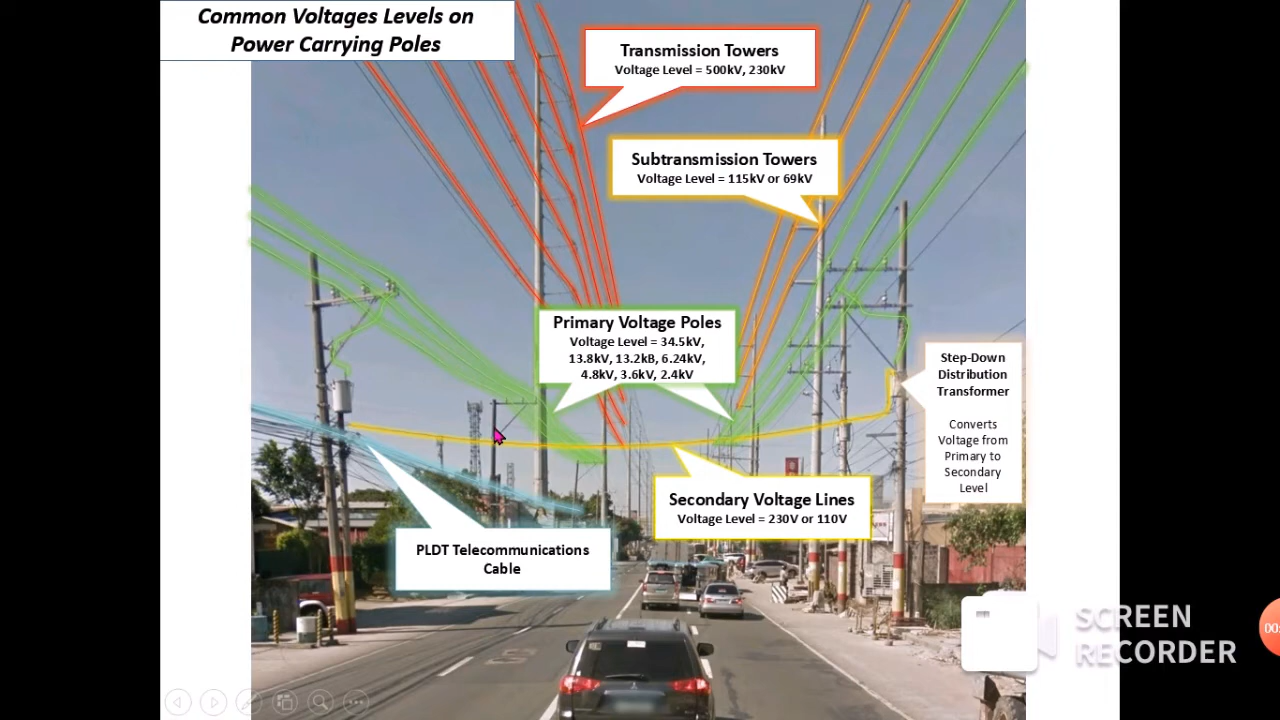 Common Voltages Levels on
Power Carrying Poles
Transmission Towers
Voltage Level = 500kV, 230kV
Subtransmission Towers
Voltage Level = 115kV or 69kV
Primary Voltage Poles
Voltage Level = 34.5kV,
13.8kV, 13.2kB, 6.24kV,
4.8kV, 3.6kV, 2.4kV
Step-Down
Distribution
Transformer
Converts
Voltage from
Primary to
Secondary
Level
Secondary Voltage Lines
Voltage Level = 230V or 110V
PLDT Telecommunications
Cable
SCREEN
RECORDER
00: